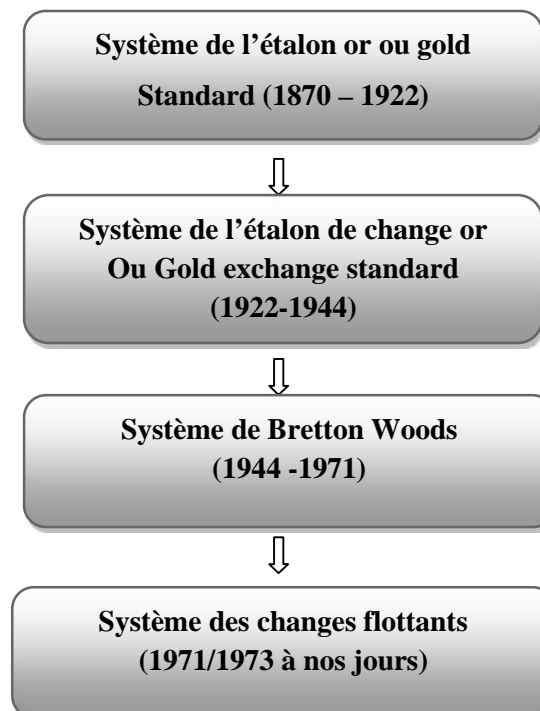 Système de l’étalon or ou gold
Standard (1870 – 1922)
Système de l’étalon de change or
Ou Gold exchange standard
(1922-1944)
Système de Bretton Woods
(1944 -1971)
Système des changes flottants
(1971/1973 à nos jours)